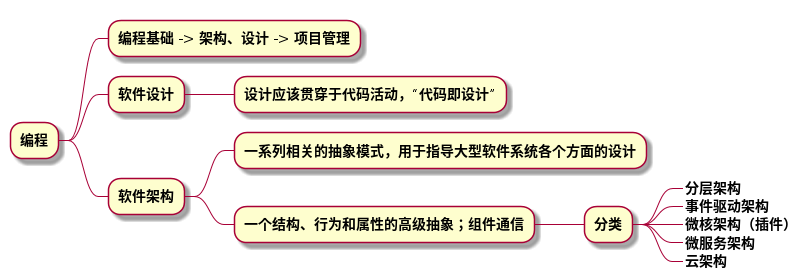 编程
编程基础 -> 架构、设计 -> 项目管理
软件设计
设计应该贯穿于代码活动，“代码即设计”
软件架构
一系列相关的抽象模式，用于指导大型软件系统各个方面的设计
一个结构、行为和属性的高级抽象；组件通信
分类
分层架构
事件驱动架构
微核架构（插件）
微服务架构
云架构